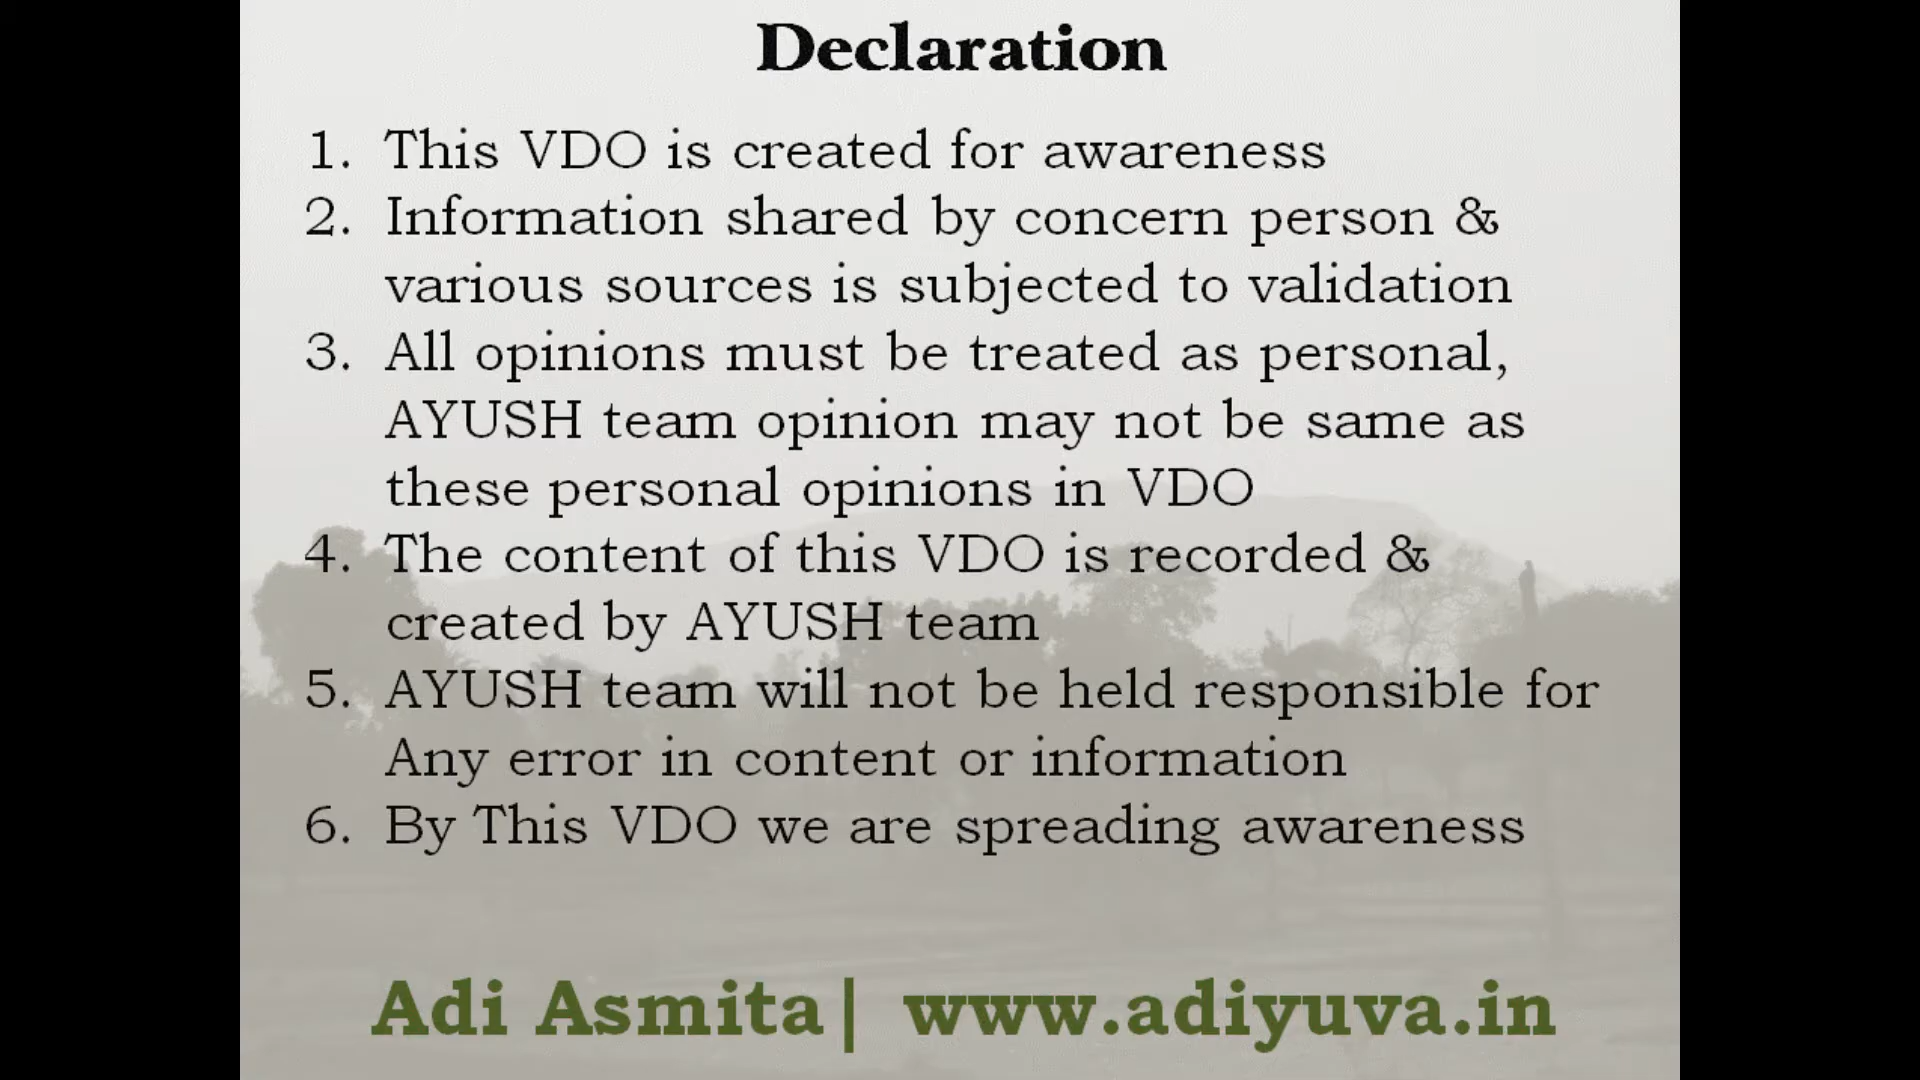 Declaration
1. This VDO is created for awareness
2. Information shared by concern person &
various sources is subjected to validation
3. All opinions must be treated as personal,
AYUSH team opinion may not be same as
these personal opinions in VDO
4. The content of this VDO is recorded &
created by AYUSH team
5. AYUSH team will not be held responsible for
Any error in content or information
6. By This VDO we are spreading awareness
Adi Asmita| www.adiyuva.in